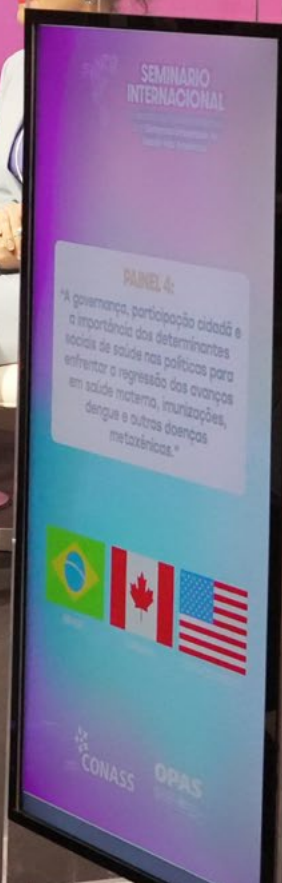 SEMINÁRIO
INTERNACIONAL
PAINEL 4:
"A governança, participação cidadã e
a importância dos determinantes
sociais de saúde nas políticas para
enfrentar a regressão dos avanços
em saúde materna, imunizações,
dengue e outras doenças
metaxênicas."
CONASS
OPAS